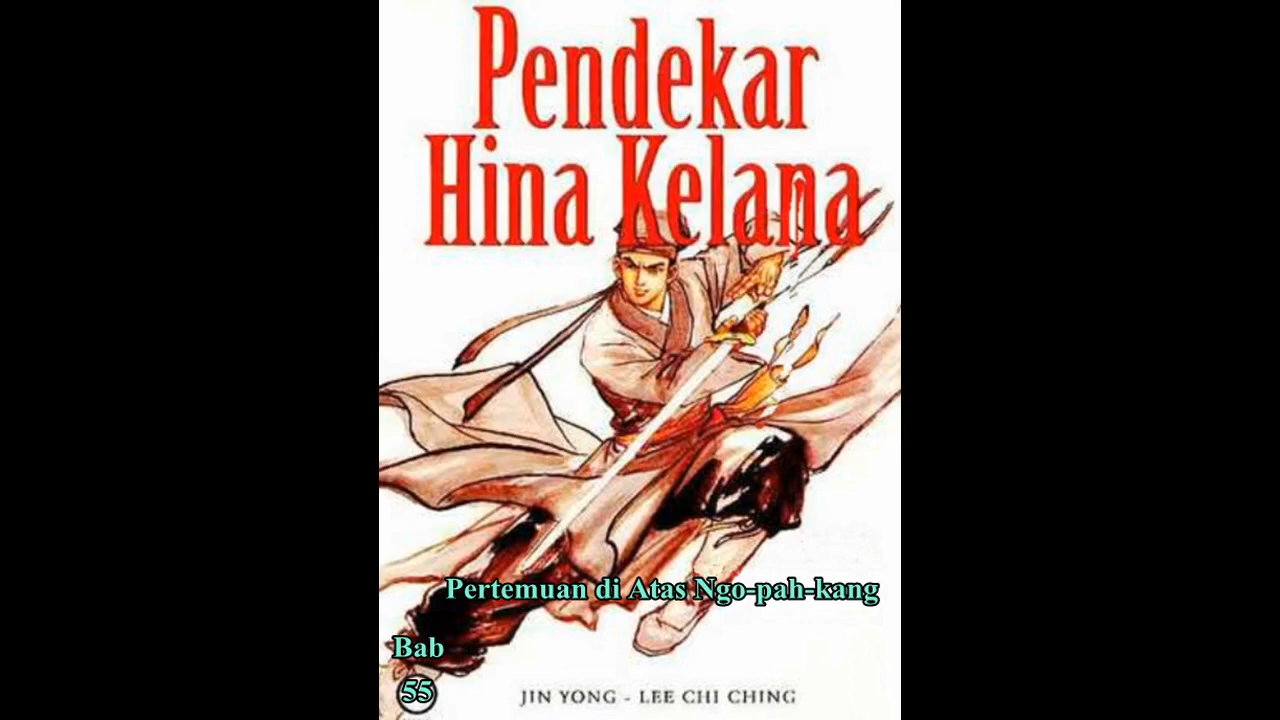 Pendekar
Hina Kelana
Pertemuan di Atas Ngo-pah-kang
Bab
55
JIN YONG - LEE CHI CHING